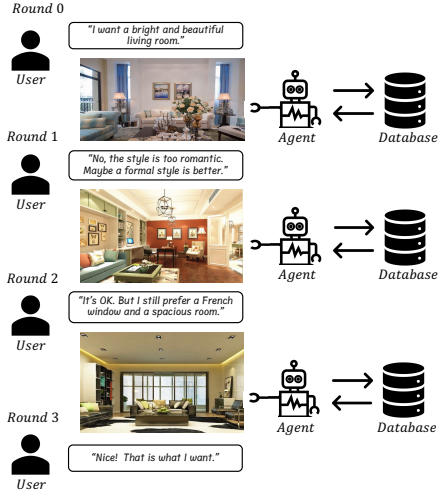 Round 0
“I want a bright and beautiful
living room.”
User
Agent
Database
Round 1
“No, the style is too romantic.
Maybe a formal style is better.”
User
Agent
Database
Round 2
“It’s OK. But I still prefer a French
window and a spacious room.”
User
Agent
Database
Round 3
“Nice! That is what I want.”
User